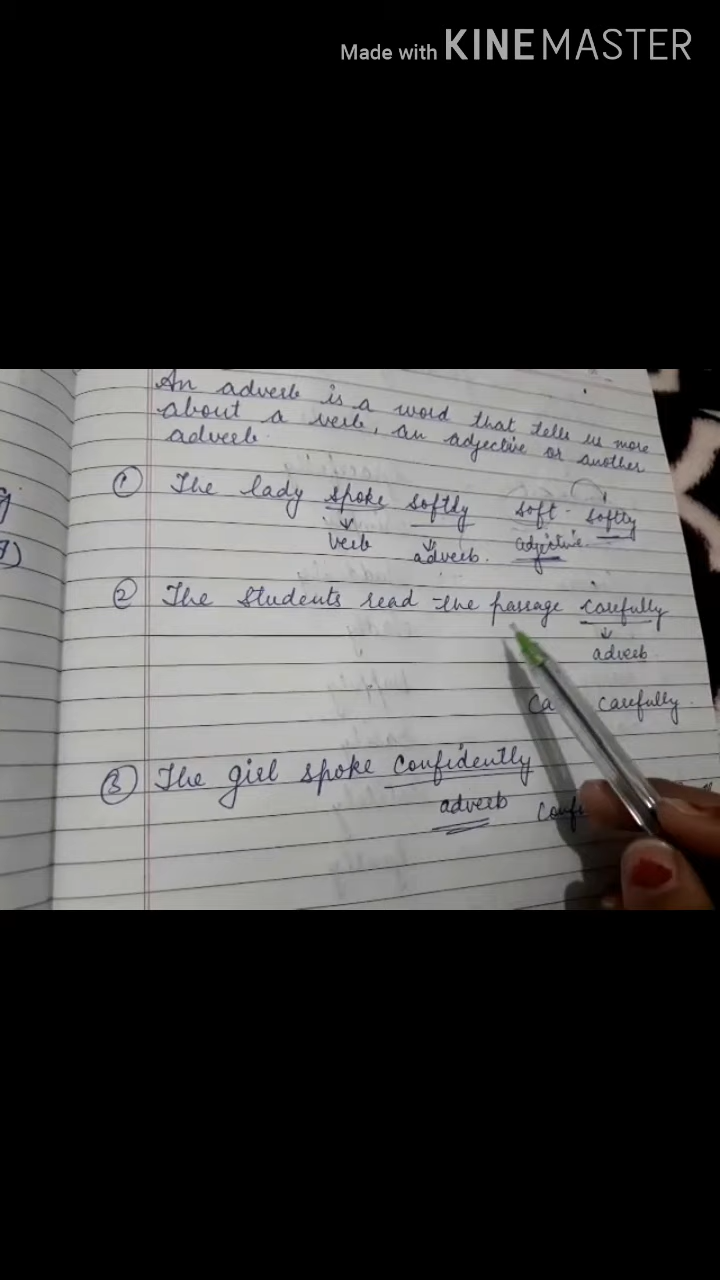 Made with KINEMASTER
An adverb is a word that tells us more
about a verb, an adjective or another
adverb.
① The lady spoke softly soft - softly
verb adverb. adjective.
② The students read the passage carefully
adverb
Ca carefully.
③ The girl spoke confidently
adverb confi